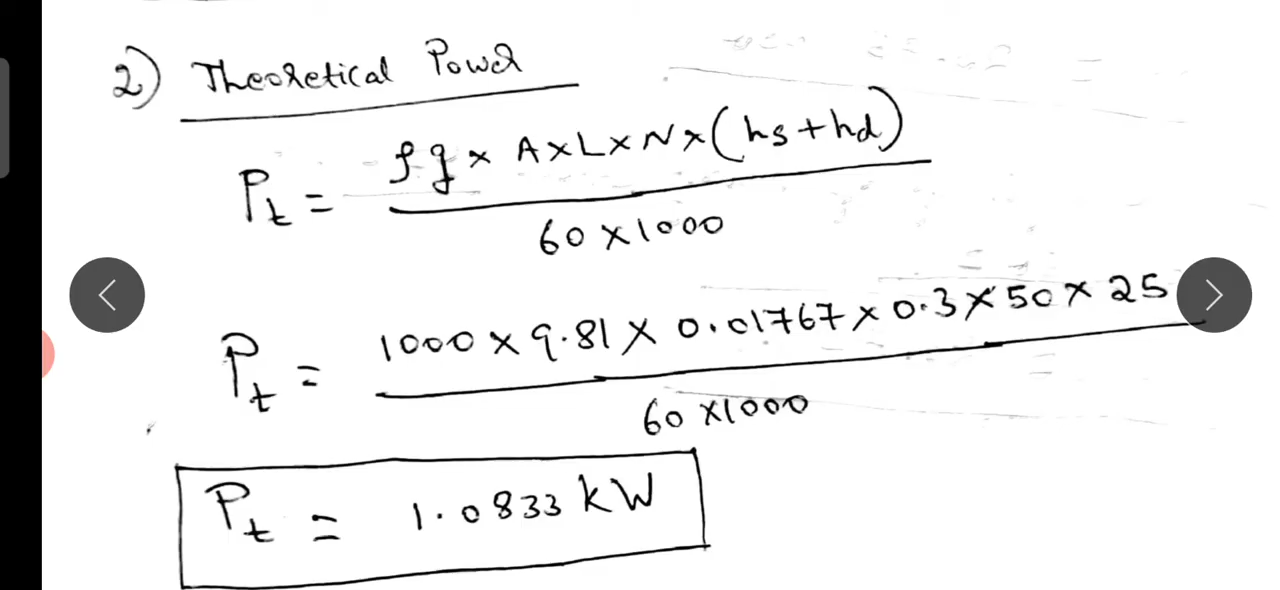 2) Theoretical Power
Pt = ρg × A×L×N×(hs+hd)
60×1000
Pt = 1000 × 9.81 × 0.01767 × 0.3 × 50 × 25
60×1000
Pt = 1.0833 kW